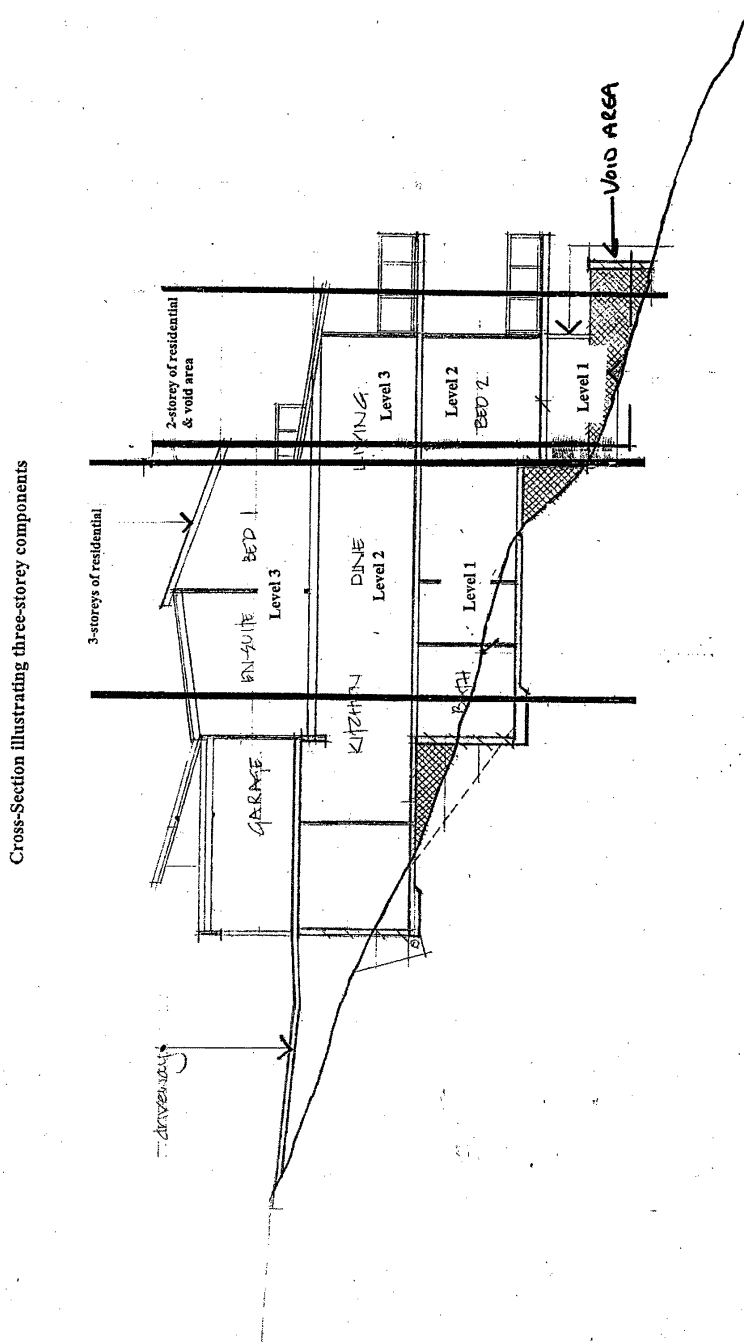 Cross-Section illustrating three-storey components
3-storeys of residential
2-storey of residential
& void area
VOID AREA
driveway
GARAGE
EN-SUITE
BED 1
Level 3
KITCHEN
DINE
Level 2
LIVING
Level 3
BATH
Level 1
Level 2
BED 2
Level 1